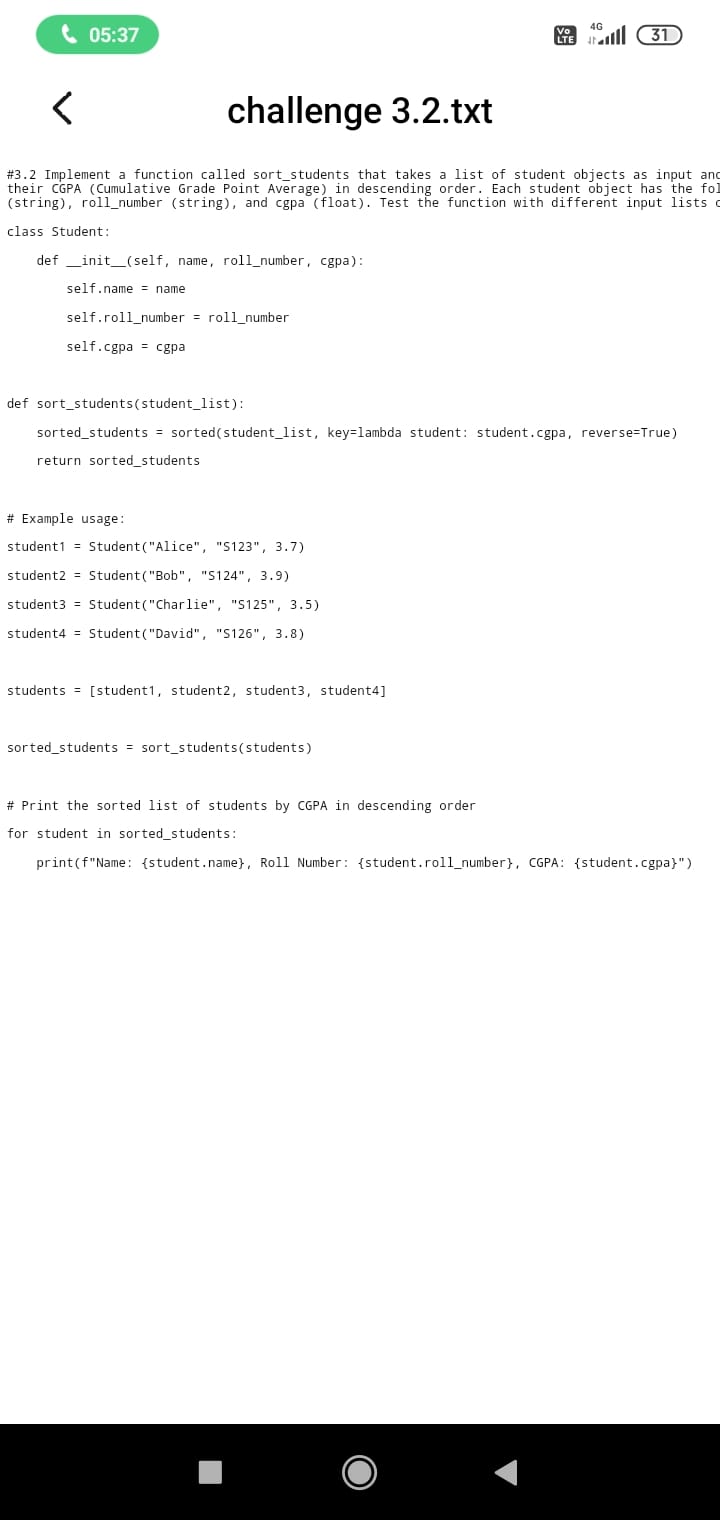 05:37
Vo LTE 4G 31
challenge 3.2.txt
#3.2 Implement a function called sort_students that takes a list of student objects as input and
their CGPA (Cumulative Grade Point Average) in descending order. Each student object has the fol
(string), roll_number (string), and cgpa (float). Test the function with different input lists
class Student:
    def __init__(self, name, roll_number, cgpa):
        self.name = name
        self.roll_number = roll_number
        self.cgpa = cgpa
def sort_students(student_list):
    sorted_students = sorted(student_list, key=lambda student: student.cgpa, reverse=True)
    return sorted_students
# Example usage:
student1 = Student("Alice", "S123", 3.7)
student2 = Student("Bob", "S124", 3.9)
student3 = Student("Charlie", "S125", 3.5)
student4 = Student("David", "S126", 3.8)
students = [student1, student2, student3, student4]
sorted_students = sort_students(students)
# Print the sorted list of students by CGPA in descending order
for student in sorted_students:
    print(f"Name: {student.name}, Roll Number: {student.roll_number}, CGPA: {student.cgpa}")